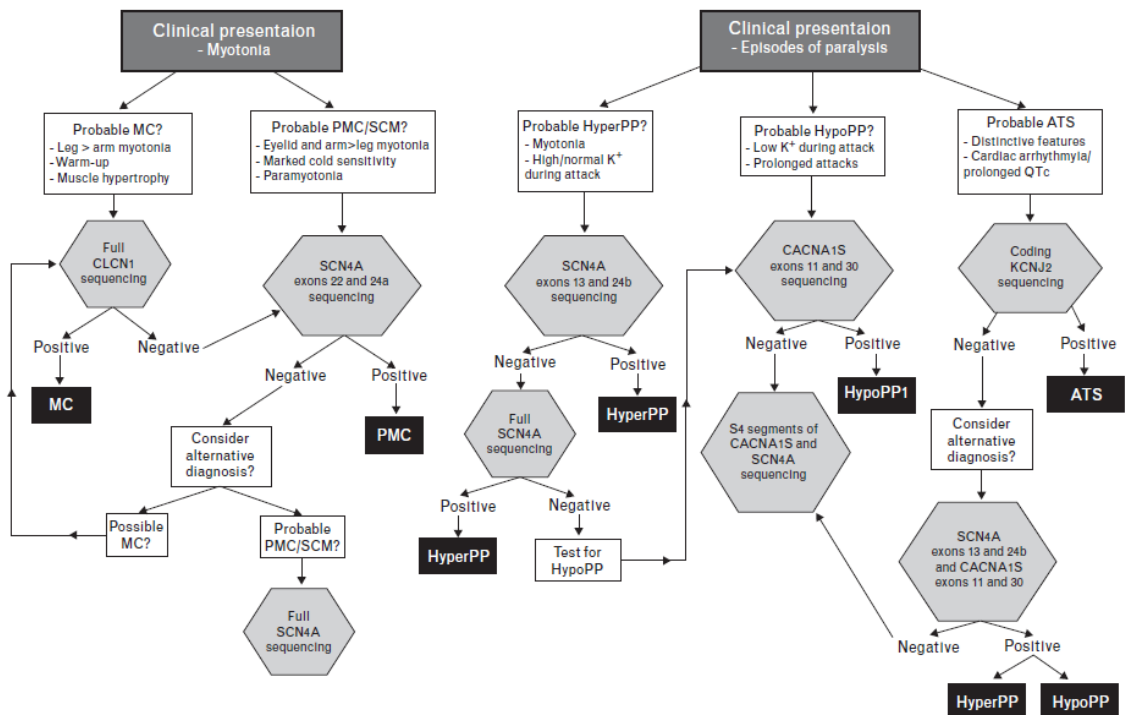 Clinical presentaion
- Myotonia
Clinical presentaion
- Episodes of paralysis
Probable MC?
- Leg > arm myotonia
- Warm-up
- Muscle hypertrophy
Probable PMC/SCM?
- Eyelid and arm>leg myotonia
- Marked cold sensitivity
- Paramyotonia
Probable HyperPP?
- Myotonia
- High/normal K⁺
during attack
Probable HypoPP?
- Low K⁺ during attack
- Prolonged attacks
Probable ATS
- Distinctive features
- Cardiac arrhythmyia/
prolonged QTc
Full
CLCN1
sequencing
SCN4A
exons 22 and 24a
sequencing
SCN4A
exons 13 and 24b
sequencing
CACNA1S
exons 11 and 30
sequencing
Coding
KCNJ2
sequencing
Positive
Negative
MC
Negative
Positive
PMC
Negative
Positive
HyperPP
Negative
Positive
HypoPP1
Negative
Positive
ATS
Consider
alternative
diagnosis?
Full
SCN4A
sequencing
S4 segments of
CACNA1S and
SCN4A
sequencing
Consider
alternative
diagnosis?
Possible
MC?
Probable
PMC/SCM?
Positive
Negative
HyperPP
Test for
HypoPP
SCN4A
exons 13 and 24b
and CACNA1S
exons 11 and 30
Full
SCN4A
sequencing
Negative
Positive
HyperPP
HypoPP